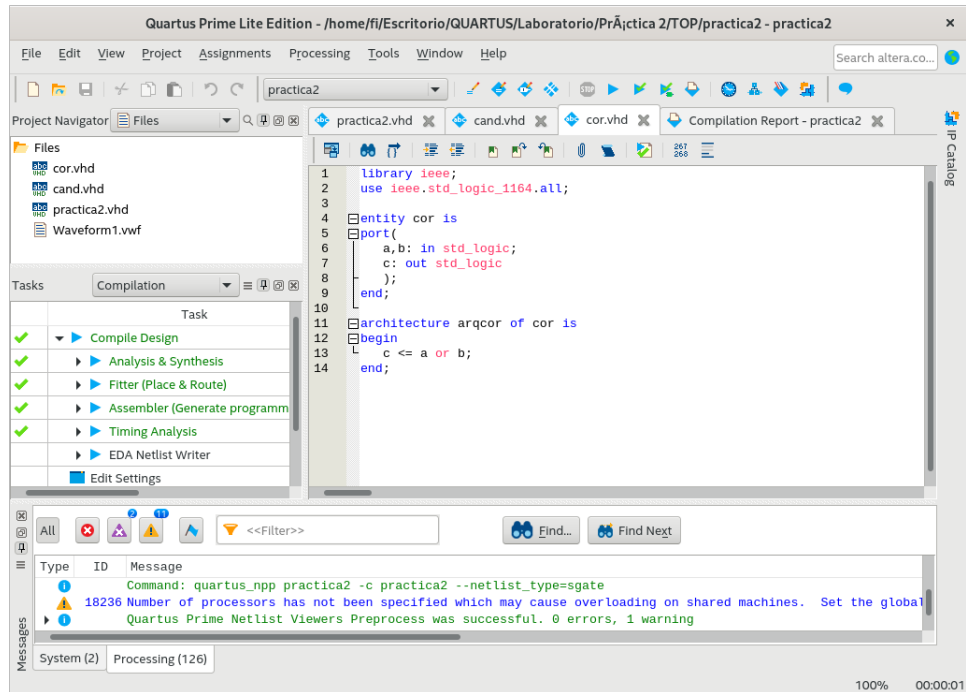 Quartus Prime Lite Edition - /home/fi/Escritorio/QUARTUS/Laboratorio/PrÃ¡ctica 2/TOP/practica2 - practica2
File Edit View Project Assignments Processing Tools Window Help
Search altera.co...
practica2
Project Navigator Files
practica2.vhd cand.vhd cor.vhd Compilation Report - practica2
IP Catalog
Files
cor.vhd
cand.vhd
practica2.vhd
Waveform1.vwf
267
268
1 library ieee;
2 use ieee.std_logic_1164.all;
3
4 entity cor is
5 port(
6 a,b: in std_logic;
7 c: out std_logic
8 );
9 end;
10
11 architecture arqcor of cor is
12 begin
13 c <= a or b;
14 end;
Tasks Compilation
Task
Compile Design
Analysis & Synthesis
Fitter (Place & Route)
Assembler (Generate programm
Timing Analysis
EDA Netlist Writer
Edit Settings
All 2 11 <<Filter>> Find... Find Next
Type ID Message
Command: quartus_npp practica2 -c practica2 --netlist_type=sgate
18236 Number of processors has not been specified which may cause overloading on shared machines. Set the global
Quartus Prime Netlist Viewers Preprocess was successful. 0 errors, 1 warning
Messages
System (2) Processing (126)
100% 00:00:01